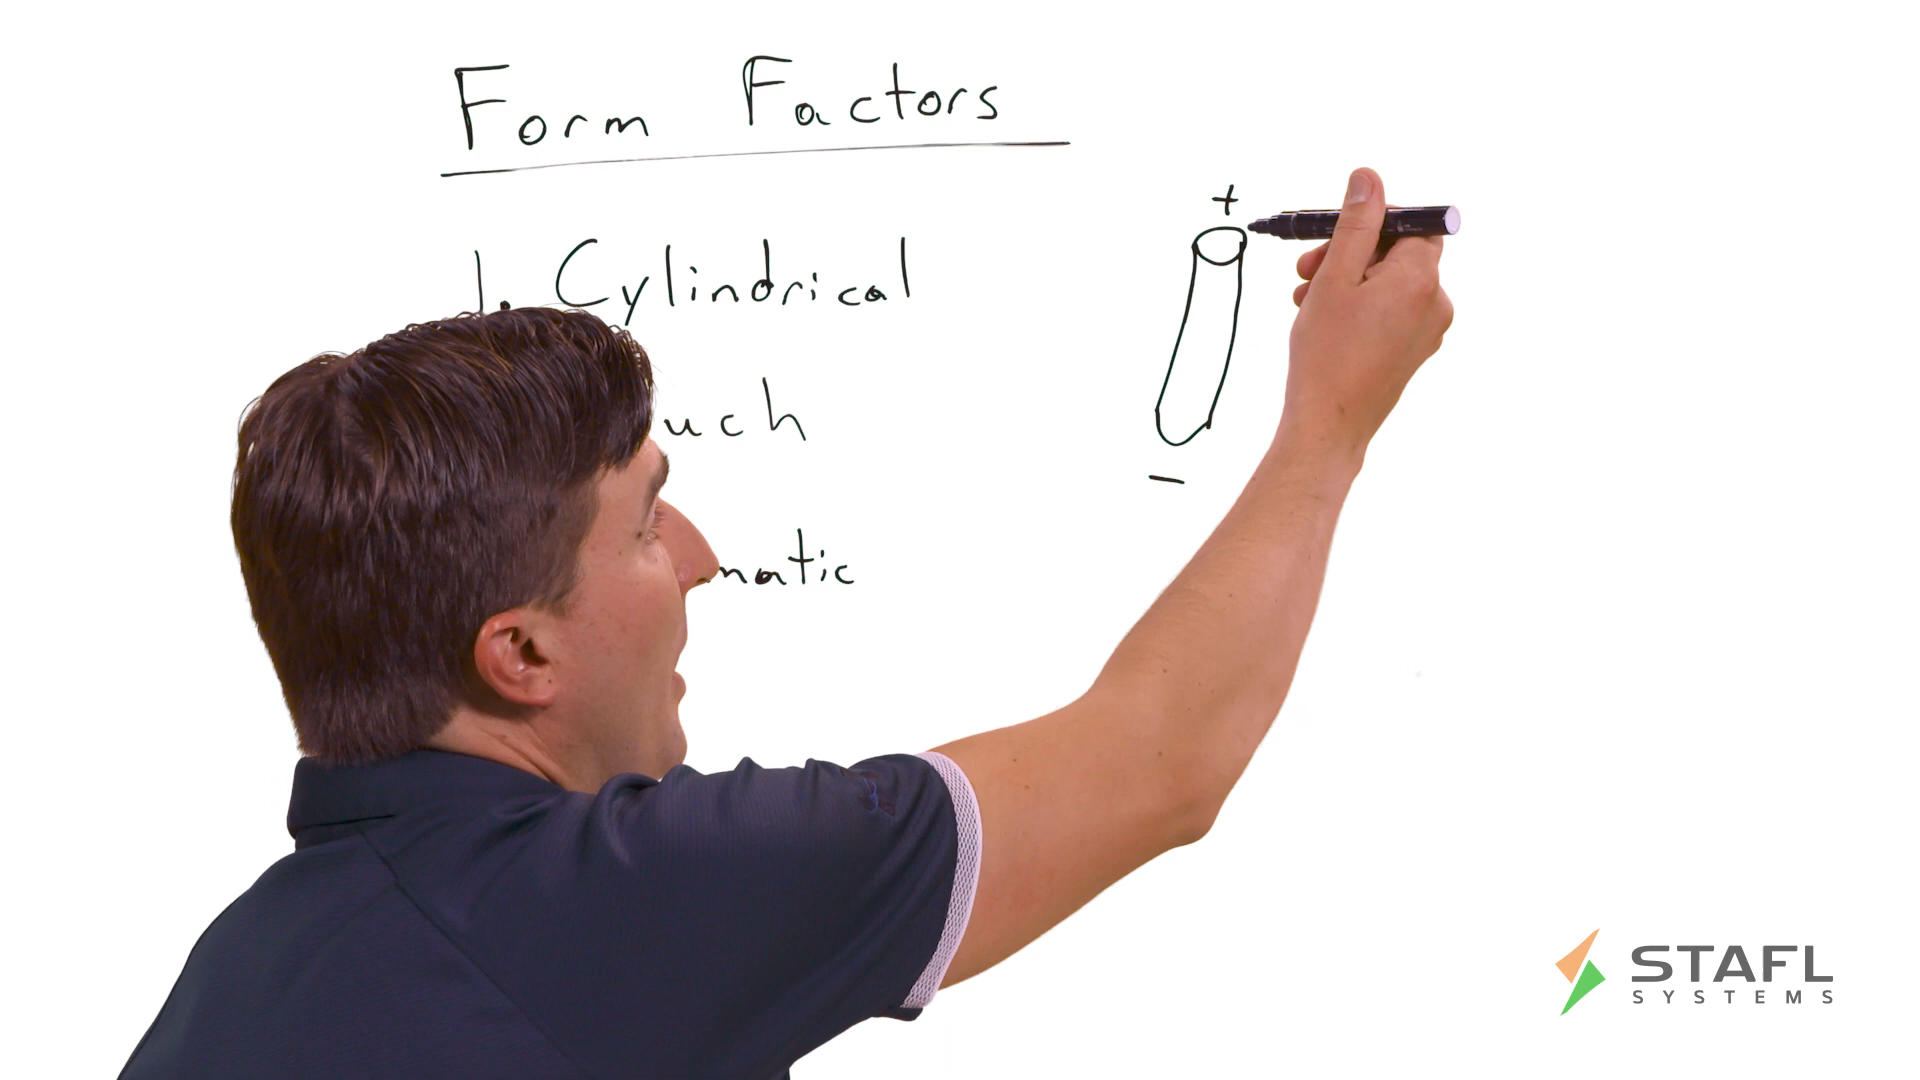 Form Factors
1. Cylindrical
+
uch
-
matic
STAFL
SYSTEMS